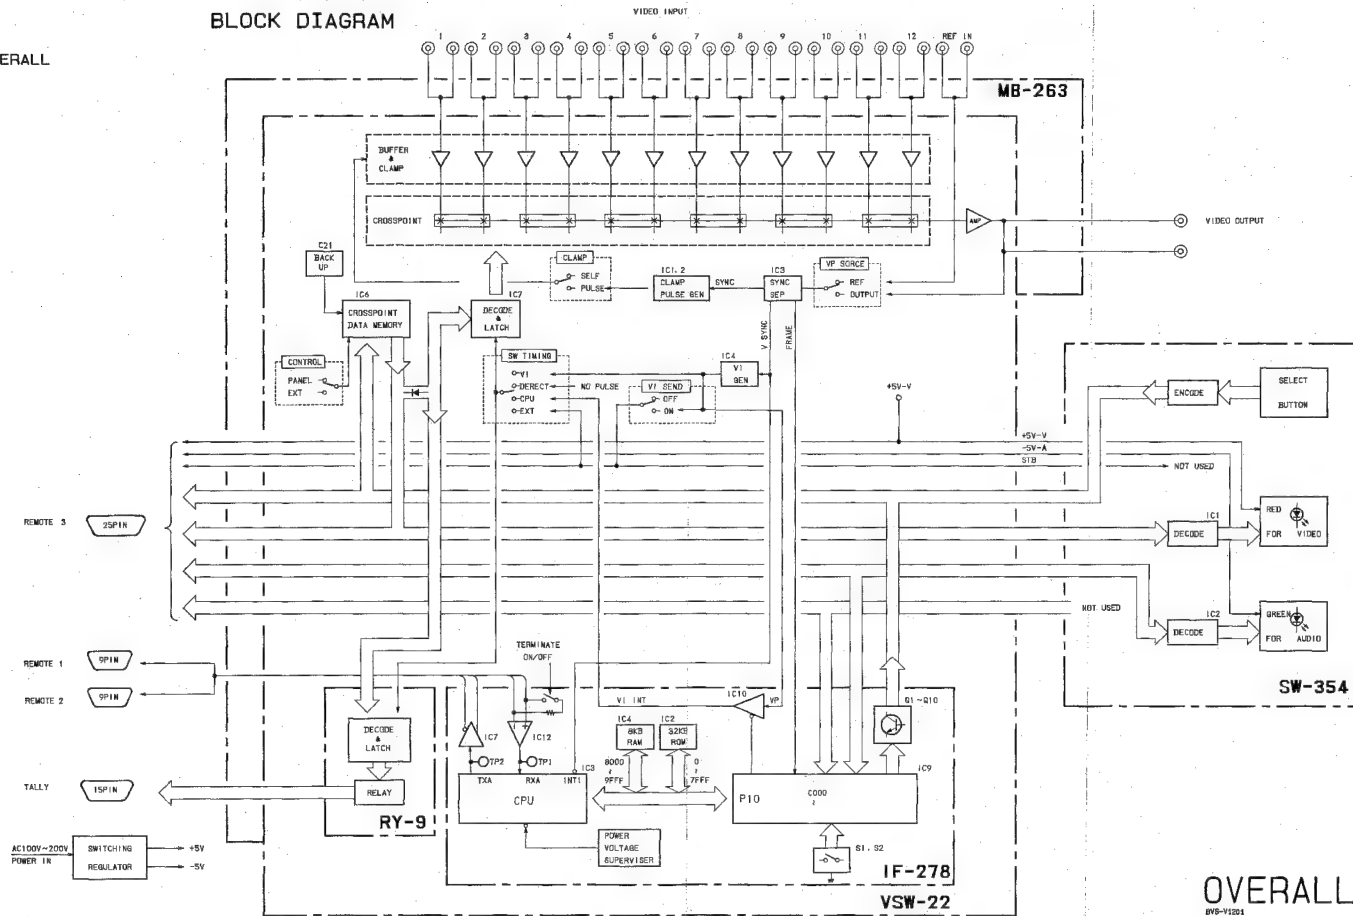 BLOCK DIAGRAM
VIDEO INPUT
ERALL
1 2 3 4 5 6 7 8 9 10 11 12 REF IN
MB-263
BUFFER
&
CLAMP
CROSSPOINT
AMP
VIDEO OUTPUT
C21
BACK
UP
CLAMP
SELF
PULSE
IC1, 2
CLAMP
PULSE GEN
SYNC
IC3
SYNC
SEP
VP SORCE
REF
OUTPUT
IC6
CROSSPOINT
DATA MEMORY
IC7
DECODE
&
LATCH
V SYNC
FRAME
CONTROL
PANEL
EXT
SW TIMING
VI
DERECT
CPU
EXT
NO PULSE
IC4
VI
GEN
VI SEND
OFF
ON
+5V-V
ENCODE
SELECT
BUTTON
+5V-V
-5V-A
STB
NOT USED
REMOTE 3
25PIN
IC1
DECODE
RED
FOR VIDEO
NOT USED
IC2
DECODE
GREEN
FOR AUDIO
SW-354
REMOTE 1
9PIN
REMOTE 2
9PIN
TERMINATE
ON/OFF
VI INT
IC10
VP
Q1~Q10
DECODE
&
LATCH
RELAY
RY-9
IC7
IC12
TP2
TP1
IC3
TXA
RXA
INT1
CPU
IC4
8KB
RAM
IC2
32KB
ROM
8000
~
9FFF
0
~
7FFF
IC9
PIO
C000
~
TALLY
15PIN
POWER
VOLTAGE
SUPERVISER
S1, S2
IF-278
VSW-22
AC100V~200V
POWER IN
SWITCHING
REGULATOR
+5V
-5V
OVERALL
BVS-V1201